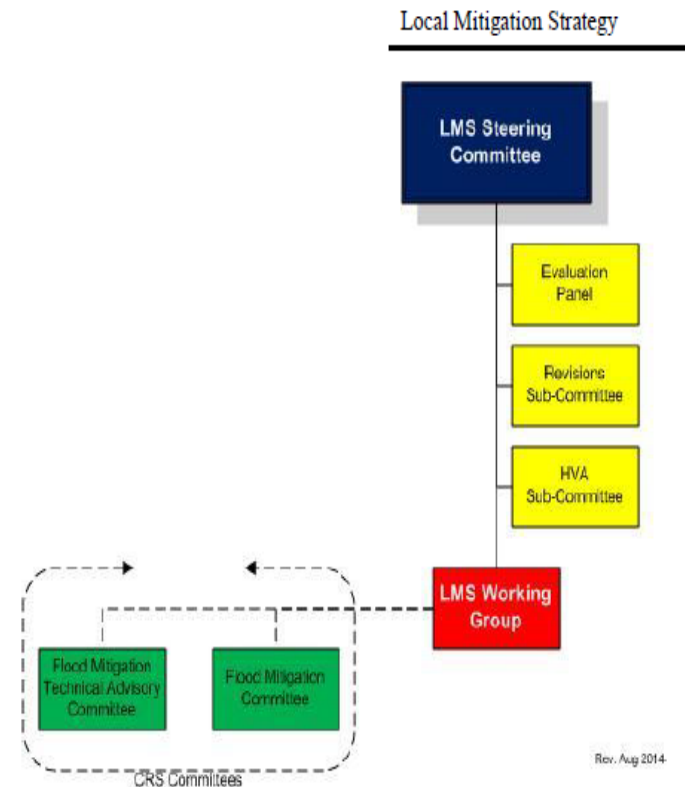 Local Mitigation Strategy
LMS Steering
Committee
Evaluation
Panel
Revisions
Sub-Committee
HVA
Sub-Committee
LMS Working
Group
Flood Mitigation
Technical Advisory
Committee
Flood Mitigation
Committee
CRS Committees
Rev. Aug 2014